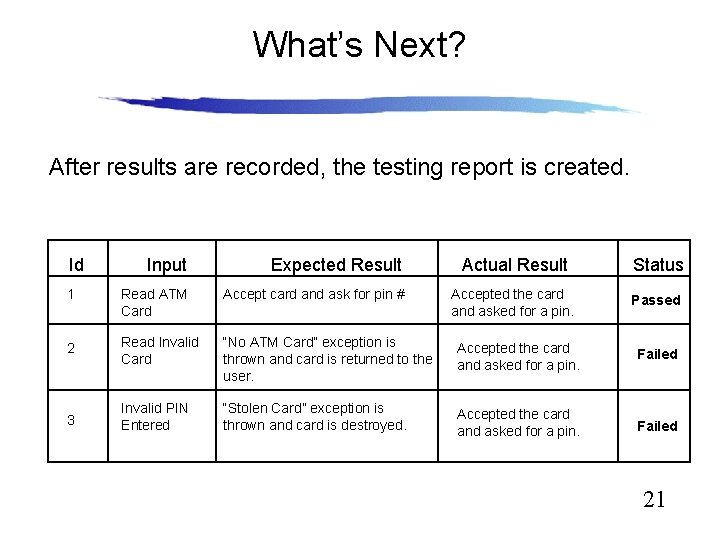 What's Next?
After results are recorded, the testing report is created.
Id Input Expected Result Actual Result Status
1 Read ATM Card Accept card and ask for pin # Accepted the card and asked for a pin. Passed
2 Read Invalid Card "No ATM Card" exception is thrown and card is returned to the user. Accepted the card and asked for a pin. Failed
3 Invalid PIN Entered "Stolen Card" exception is thrown and card is destroyed. Accepted the card and asked for a pin. Failed
21